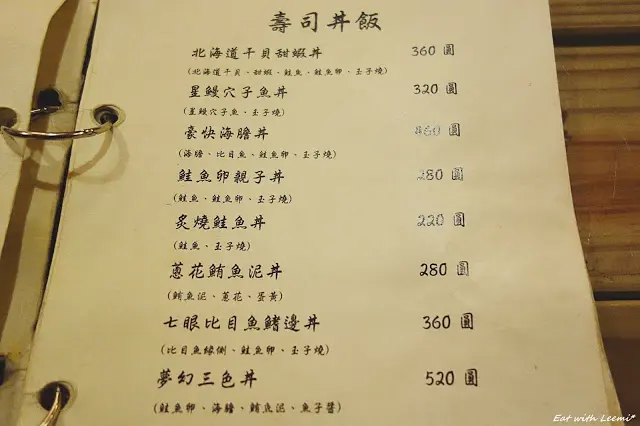 壽司丼飯
北海道干貝甜蝦丼 360 圓
(北海道干貝、甜蝦、鮭魚、鮭魚卵、玉子燒)
星鰻穴子魚丼 320 圓
(星鰻穴子魚、玉子燒)
豪快海膽丼 460 圓
(海膽、比目魚、鮭魚卵、玉子燒)
鮭魚卵親子丼 280 圓
(鮭魚、鮭魚卵、玉子燒)
炙燒鮭魚丼 220 圓
(鮭魚、玉子燒)
蔥花鮪魚泥丼 280 圓
(鮪魚泥、蔥花、蛋黃)
七眼比目魚鰭邊丼 360 圓
(比目魚緣側、鮭魚卵、玉子燒)
夢幻三色丼 520 圓
(鮭魚卵、海膽、鮪魚泥、魚子醬)
Eat with Leemi*